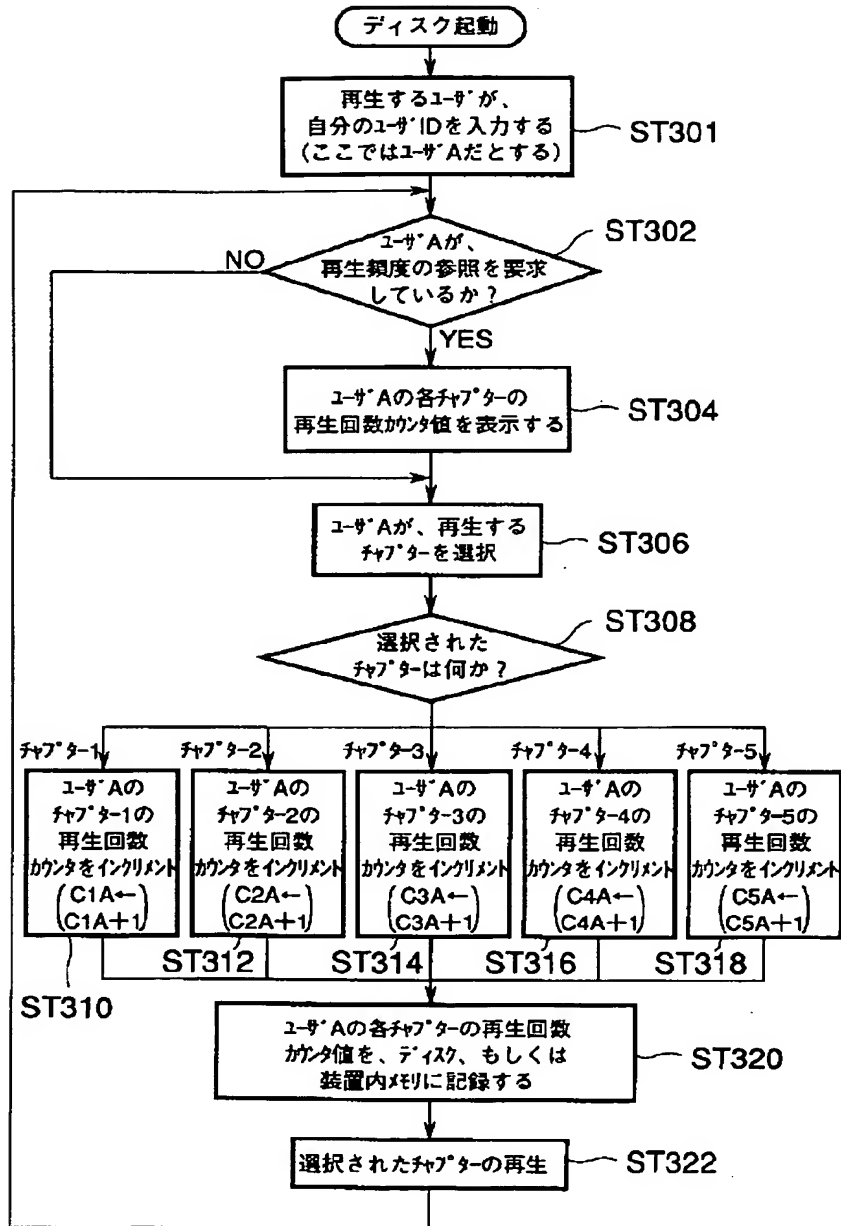 ディスク起動
再生するﾕｰｻﾞが、
自分のﾕｰｻﾞIDを入力する
(ここではﾕｰｻﾞAだとする)
ST301
ST302
ﾕｰｻﾞAが、
再生頻度の参照を要求
しているか？
NO
YES
ﾕｰｻﾞAの各ﾁｬﾌﾟﾀｰの
再生回数ｶｳﾝﾀ値を表示する
ST304
ﾕｰｻﾞAが、再生する
ﾁｬﾌﾟﾀｰを選択
ST306
ST308
選択された
ﾁｬﾌﾟﾀｰは何か？
ﾁｬﾌﾟﾀｰ-1
ﾕｰｻﾞAの
ﾁｬﾌﾟﾀｰ-1の
再生回数
ｶｳﾝﾀをｲﾝｸﾘﾒﾝﾄ
(C1A←
C1A+1)
ST310
ﾁｬﾌﾟﾀｰ-2
ﾕｰｻﾞAの
ﾁｬﾌﾟﾀｰ-2の
再生回数
ｶｳﾝﾀをｲﾝｸﾘﾒﾝﾄ
(C2A←
C2A+1)
ST312
ﾁｬﾌﾟﾀｰ-3
ﾕｰｻﾞAの
ﾁｬﾌﾟﾀｰ-3の
再生回数
ｶｳﾝﾀをｲﾝｸﾘﾒﾝﾄ
(C3A←
C3A+1)
ST314
ﾁｬﾌﾟﾀｰ-4
ﾕｰｻﾞAの
ﾁｬﾌﾟﾀｰ-4の
再生回数
ｶｳﾝﾀをｲﾝｸﾘﾒﾝﾄ
(C4A←
C4A+1)
ST316
ﾁｬﾌﾟﾀｰ-5
ﾕｰｻﾞAの
ﾁｬﾌﾟﾀｰ-5の
再生回数
ｶｳﾝﾀをｲﾝｸﾘﾒﾝﾄ
(C5A←
C5A+1)
ST318
ﾕｰｻﾞAの各ﾁｬﾌﾟﾀｰの再生回数
ｶｳﾝﾀ値を、ﾃﾞｨｽｸ、もしくは
装置内ﾒﾓﾘに記録する
ST320
選択されたﾁｬﾌﾟﾀｰの再生
ST322